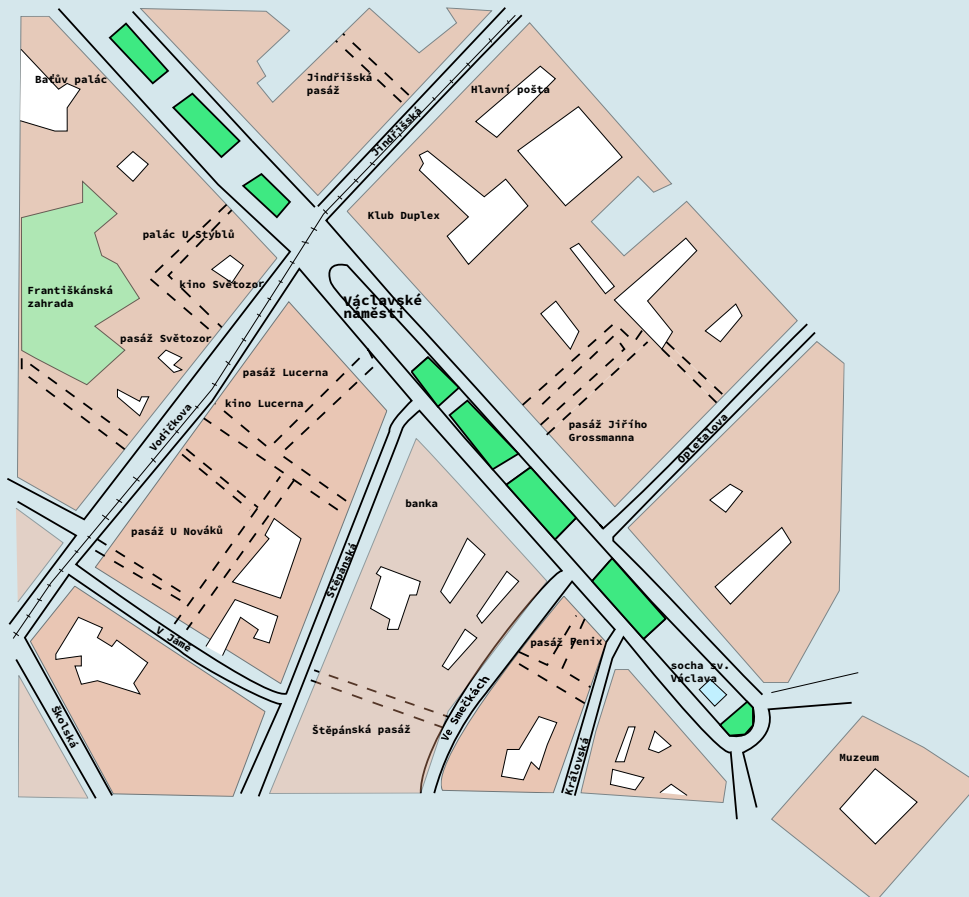 Baťův palác
Jindřišská
pasáž
Hlavní pošta
Jindřišská
Klub Duplex
palác U Stýblů
kino Světozor
Františkánská
zahrada
Václavské
náměstí
pasáž Světozor
pasáž Lucerna
kino Lucerna
Vodičkova
pasáž Jiřího
Grossmanna
Opletalova
banka
pasáž U Nováků
Štěpánská
V Jámě
pasáž Fenix
socha sv.
Václava
Ve Smečkách
Školská
Štěpánská pasáž
Královská
Muzeum